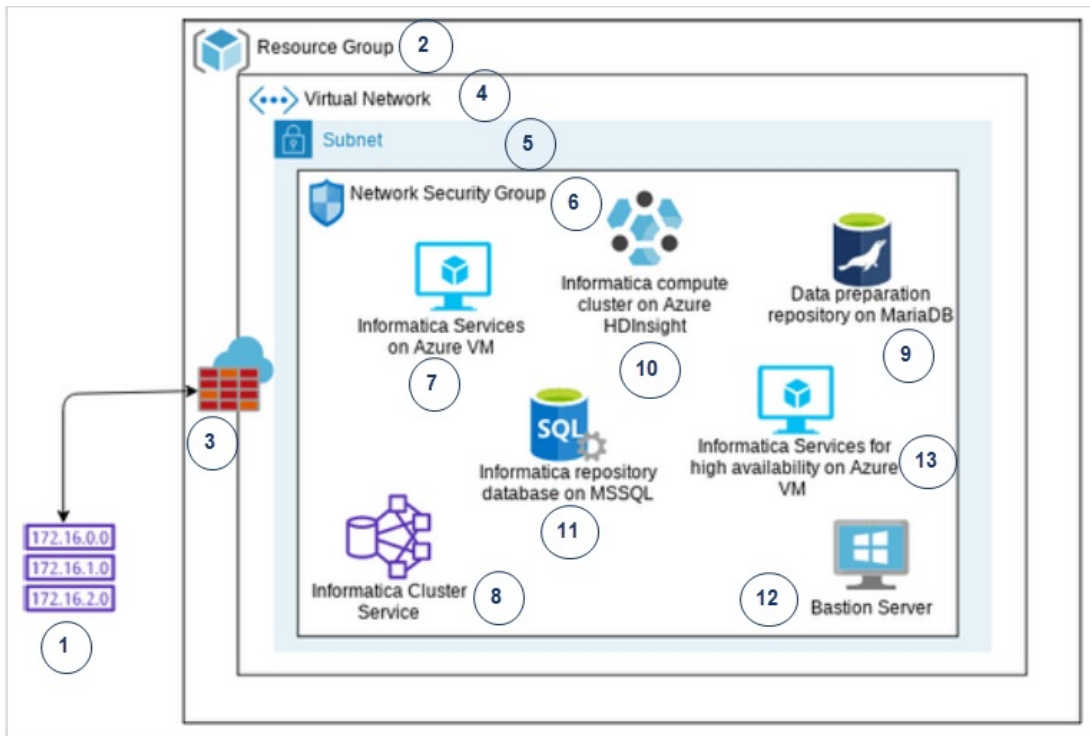 Resource Group
2
Virtual Network
4
Subnet
5
Network Security Group
6
Informatica Services
on Azure VM
7
Informatica compute
cluster on Azure
HDInsight
10
Data preparation
repository on MariaDB
9
3
SQL
Informatica repository
database on MSSQL
11
Informatica Services for
high availability on Azure
VM
13
172.16.0.0
172.16.1.0
172.16.2.0
1
Informatica Cluster
Service
8
12
Bastion Server